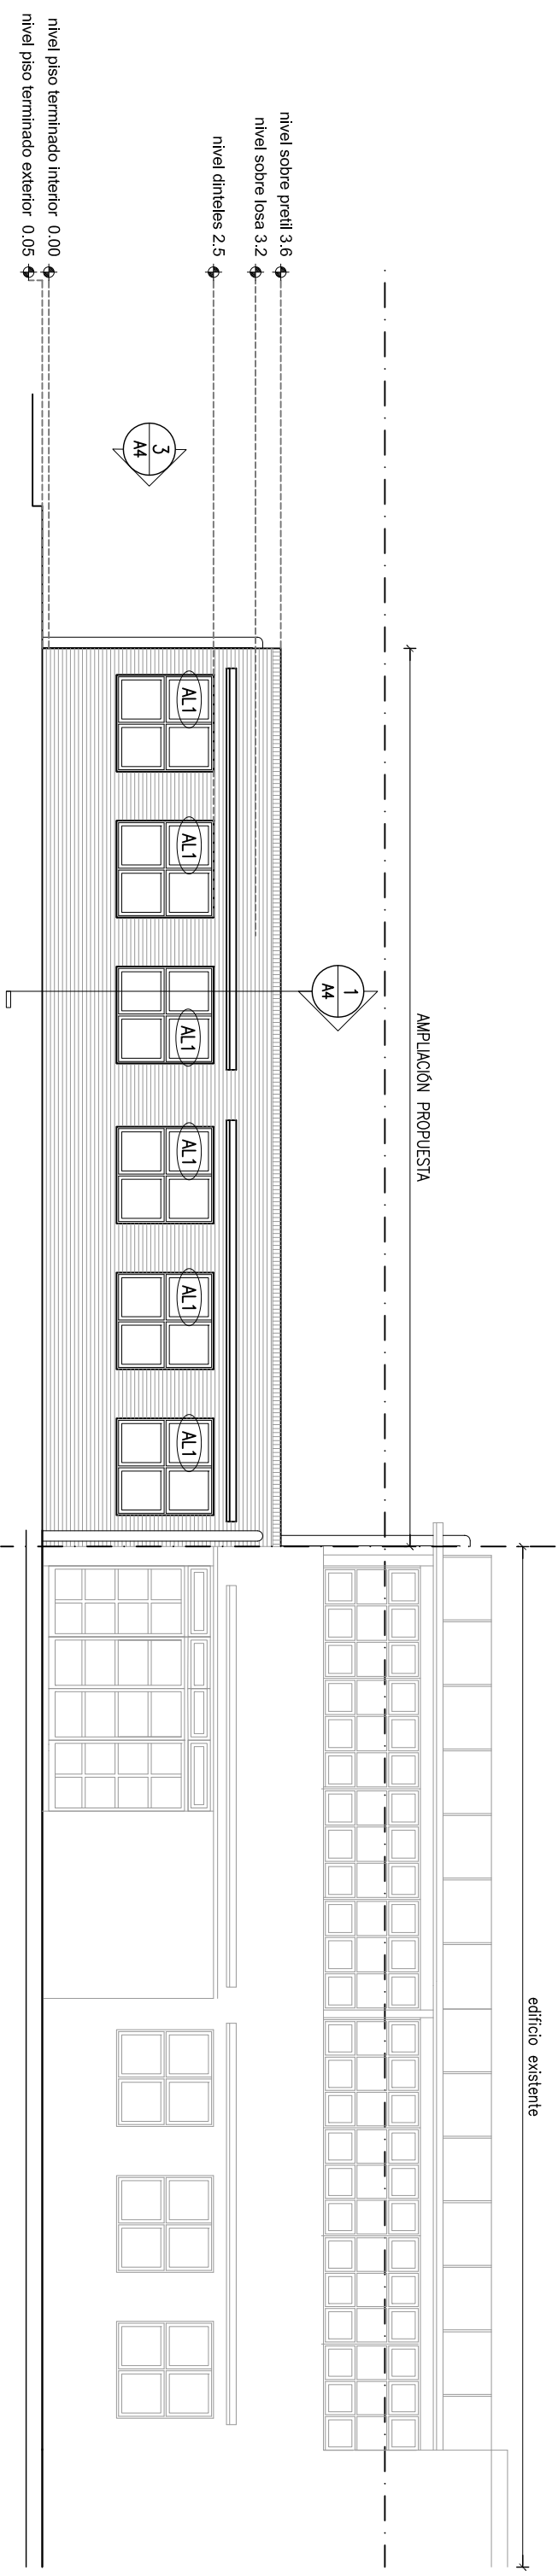 edificio existente
AMPLIACIÓN PROPUESTA
nivel sobre pretil 3.6
nivel sobre losa 3.2
nivel dinteles 2.5
nivel piso terminado interior 0.00
nivel piso terminado exterior 0.05
3
A4
1
A4
AL1
AL1
AL1
AL1
AL1
AL1